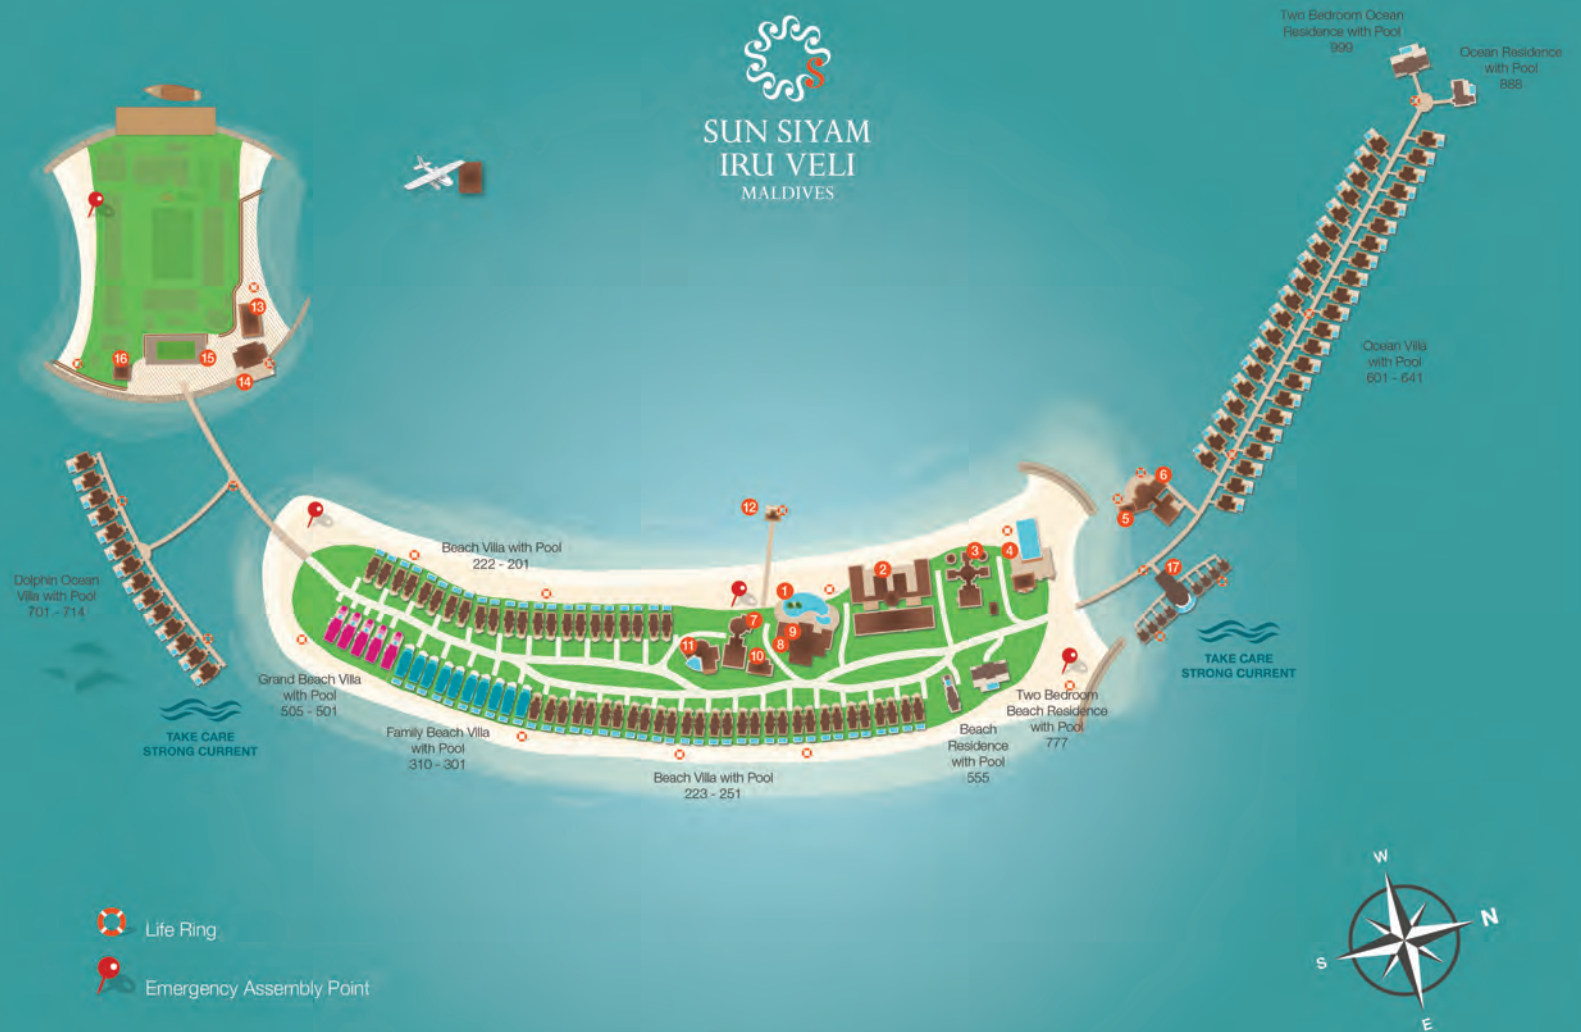 SUN SIYAM
IRU VELI
MALDIVES
Two Bedroom Ocean
Residence with Pool
999
Ocean Residence
with Pool
888
Ocean Villa
with Pool
601 - 641
13
16
15
14
6
5
12
Beach Villa with Pool
222 - 201
3
4
2
17
1
7
9
8
11
10
Dolphin Ocean
Villa with Pool
701 - 714
TAKE CARE
STRONG CURRENT
Grand Beach Villa
with Pool
505 - 501
TAKE CARE
STRONG CURRENT
Family Beach Villa
with Pool
310 - 301
Beach Villa with Pool
223 - 251
Beach
Residence
with Pool
555
Two Bedroom
Beach Residence
with Pool
777
Life Ring
Emergency Assembly Point
W
N
S
E